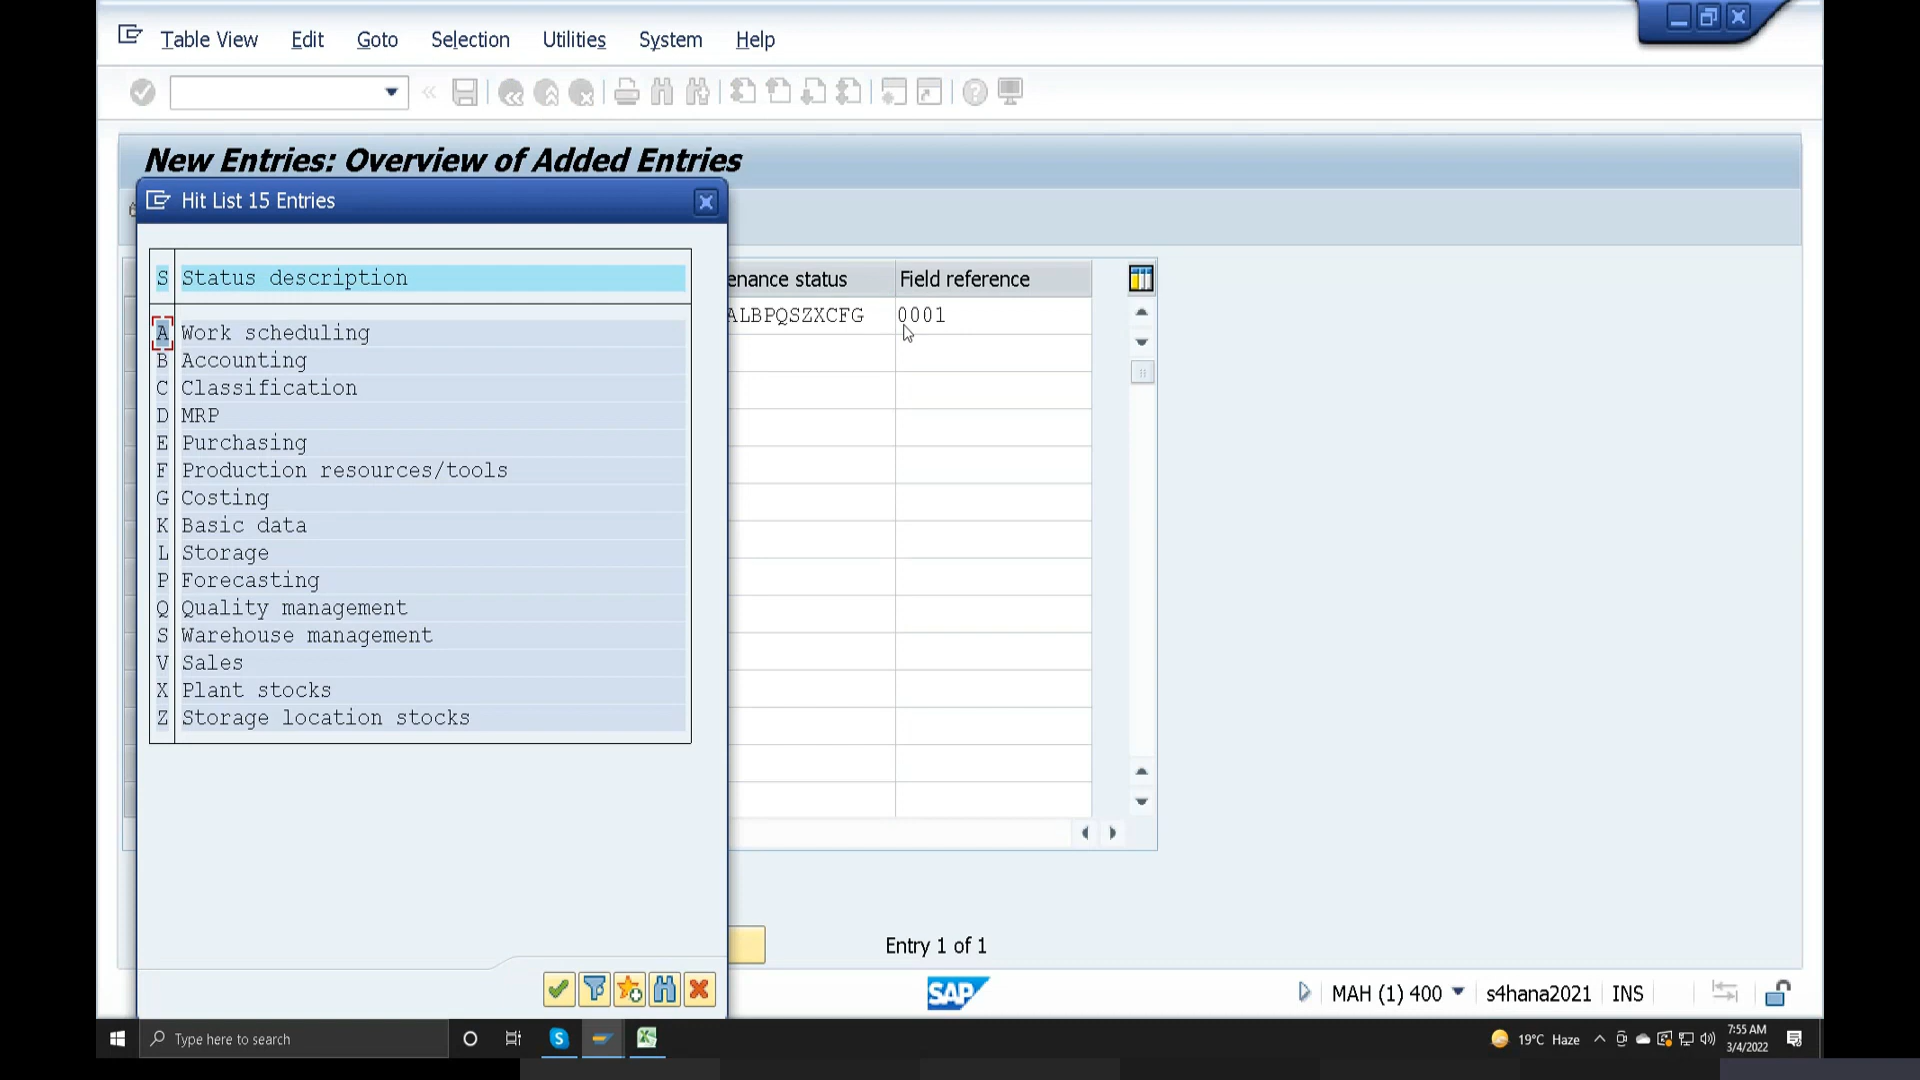 Table View Edit Goto Selection Utilities System Help
New Entries: Overview of Added Entries
Hit List 15 Entries
S Status description
A Work scheduling
B Accounting
C Classification
D MRP
E Purchasing
F Production resources/tools
G Costing
K Basic data
L Storage
P Forecasting
Q Quality management
S Warehouse management
V Sales
X Plant stocks
Z Storage location stocks
enance status Field reference
ALBPQSZXCFG 0001
Entry 1 of 1
SAP
MAH (1) 400 s4hana2021 INS
Type here to search
19°C Haze
7:55 AM
3/4/2022